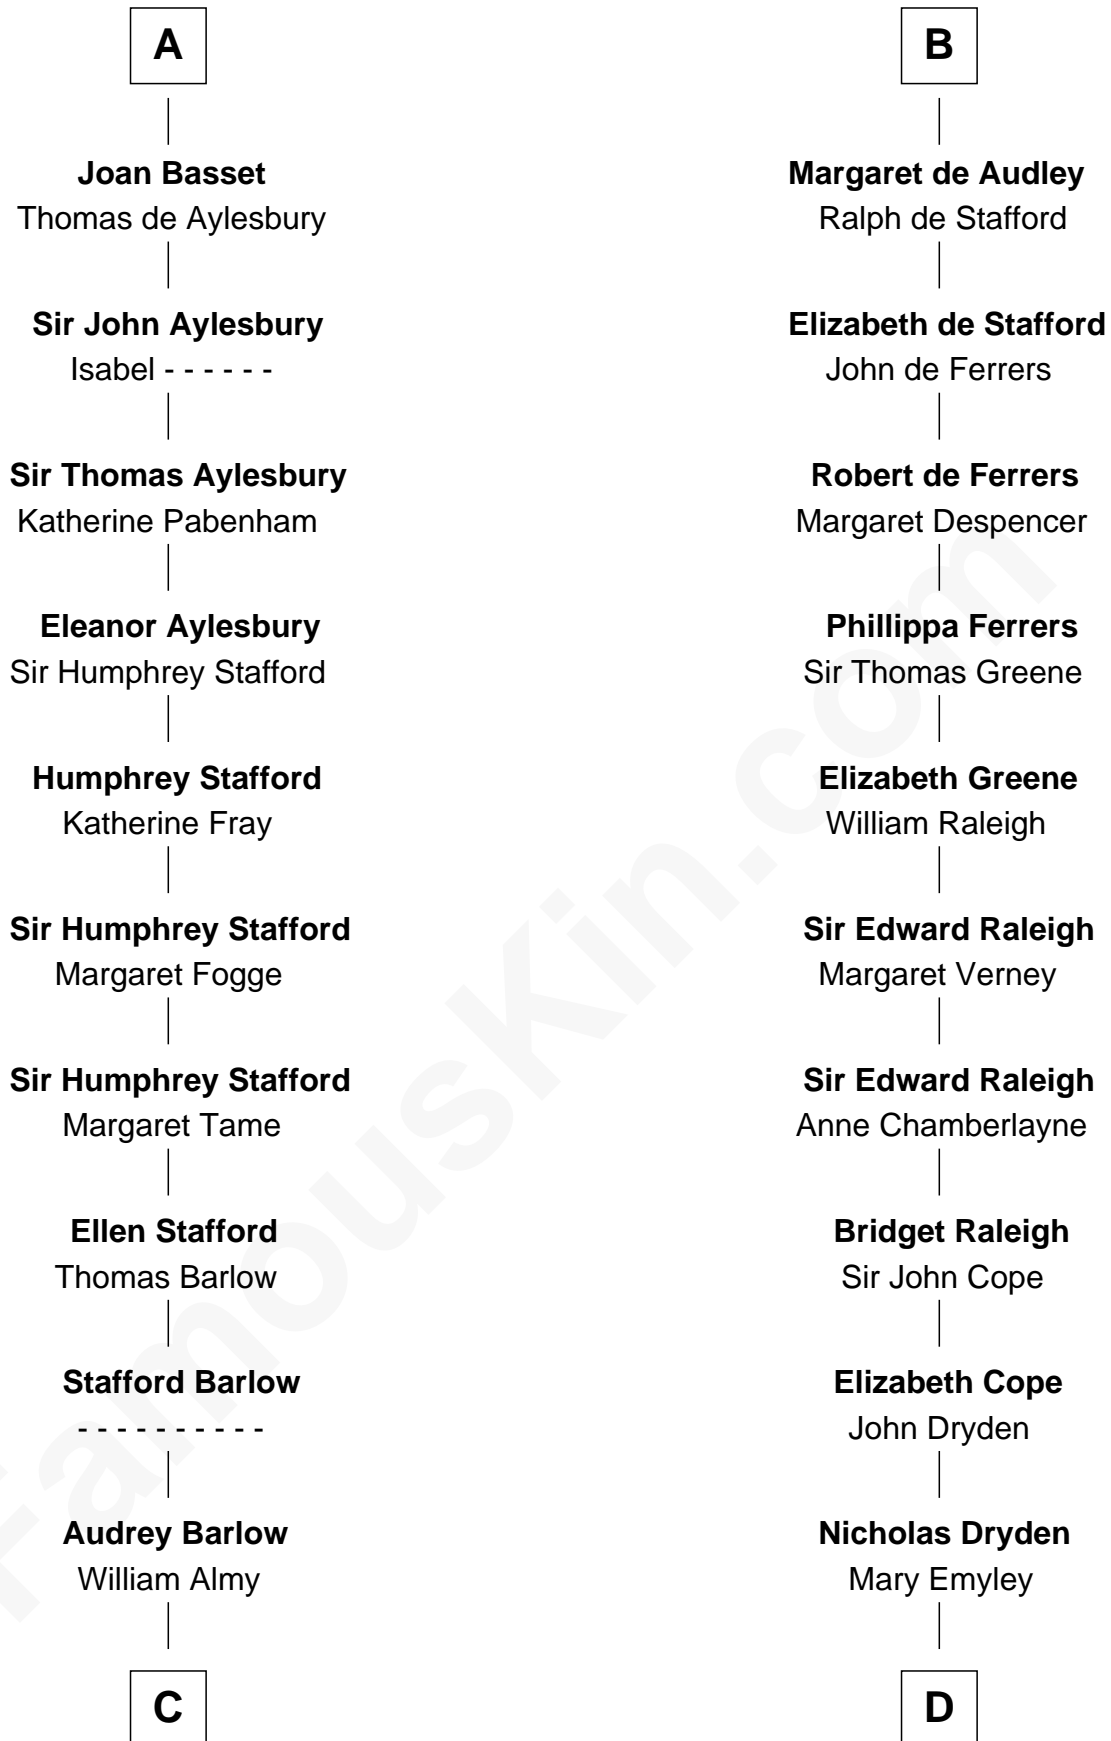 A
Joan Basset
Thomas de Aylesbury
Sir John Aylesbury
Isabel - - - - - -
Sir Thomas Aylesbury
Katherine Pabenham
Eleanor Aylesbury
Sir Humphrey Stafford
Humphrey Stafford
Katherine Fray
Sir Humphrey Stafford
Margaret Fogge
Sir Humphrey Stafford
Margaret Tame
Ellen Stafford
Thomas Barlow
Stafford Barlow
- - - - - - - - - -
Audrey Barlow
William Almy
C
B
Margaret de Audley
Ralph de Stafford
Elizabeth de Stafford
John de Ferrers
Robert de Ferrers
Margaret Despencer
Phillippa Ferrers
Sir Thomas Greene
Elizabeth Greene
William Raleigh
Sir Edward Raleigh
Margaret Verney
Sir Edward Raleigh
Anne Chamberlayne
Bridget Raleigh
Sir John Cope
Elizabeth Cope
John Dryden
Nicholas Dryden
Mary Emyley
D
FamousKin.com